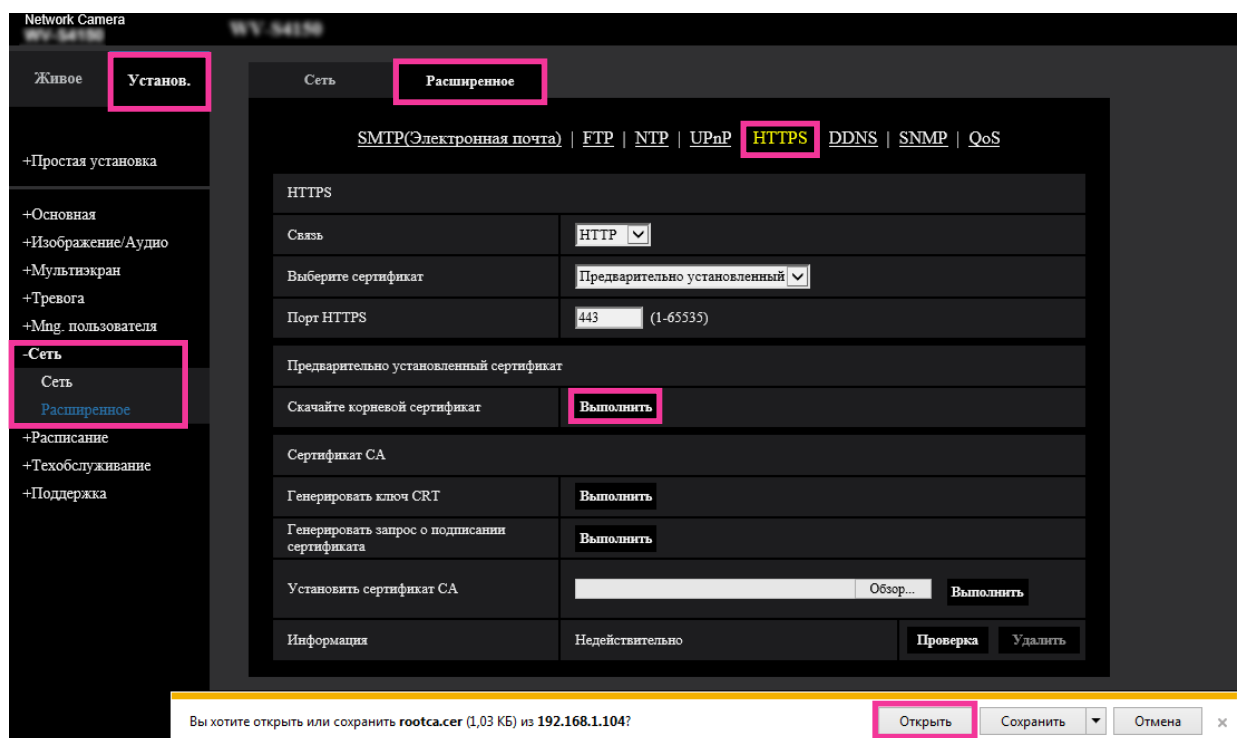 Network Camera
WV-S4150 WV-S4150
Живое Установ. Сеть Расширенное
SMTP(Электронная почта) | FTP | NTP | UPnP HTTPS DDNS | SNMP | QoS
+Простая установка
+Основная
+Изображение/Аудио
+Мультиэкран
+Тревога
+Mng. пользователя
-Сеть
Сеть
Расширенное
+Расписание
+Техобслуживание
+Поддержка
HTTPS
Связь HTTP
Выберите сертификат Предварительно установленный
Порт HTTPS 443 (1-65535)
Предварительно установленный сертификат
Скачайте корневой сертификат Выполнить
Сертификат CA
Генерировать ключ CRT Выполнить
Генерировать запрос о подписании
сертификата Выполнить
Установить сертификат CA Обзор... Выполнить
Информация Недействительно Проверка Удалить
Вы хотите открыть или сохранить rootca.cer (1,03 КБ) из 192.168.1.104? Открыть Сохранить Отмена ×